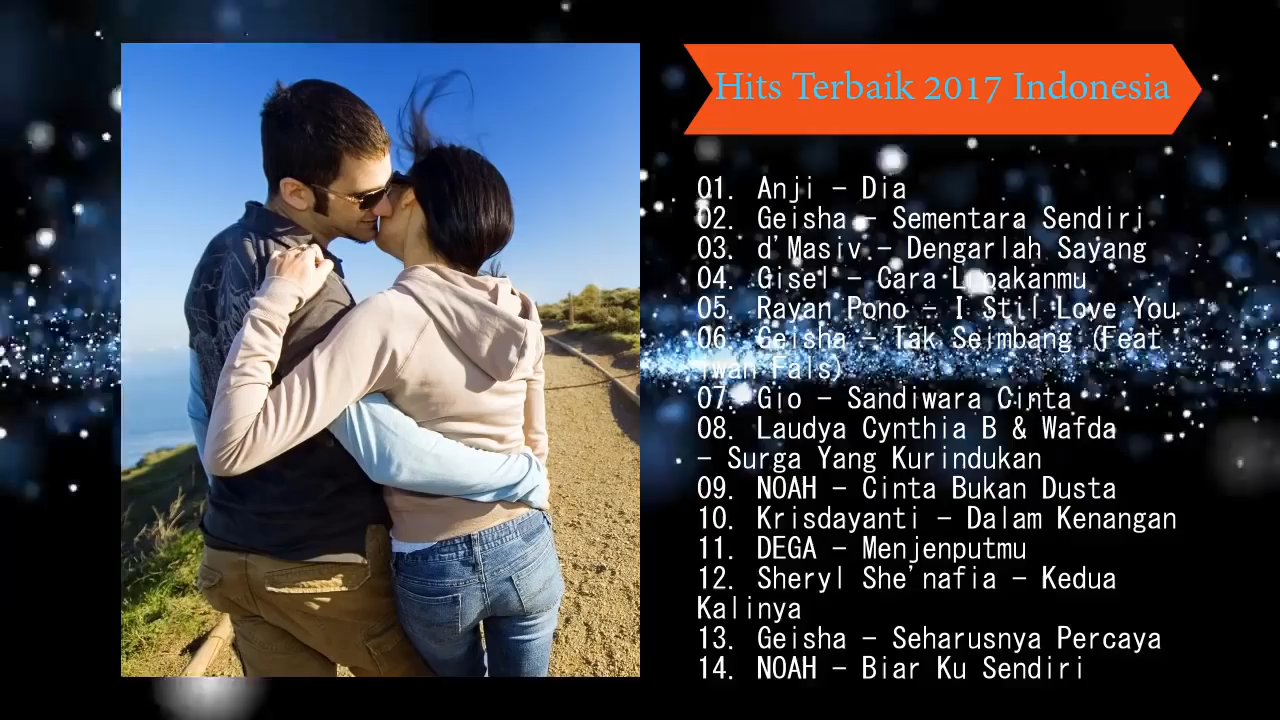 Hits Terbaik 2017 Indonesia
01. Anji - Dia
02. Geisha - Sementara Sendiri
03. d'Masiv - Dengarlah Sayang
04. Gisel - Cara Lupakanmu
05. Rayan Pono - I Stil Love You
06. Geisha - Tak Seimbang (Feat
Iwan Fals)
07. Gio - Sandiwara Cinta
08. Laudya Cynthia B & Wafda
- Surga Yang Kurindukan
09. NOAH - Cinta Bukan Dusta
10. Krisdayanti - Dalam Kenangan
11. DEGA - Menjenputmu
12. Sheryl She'nafia - Kedua
Kalinya
13. Geisha - Seharusnya Percaya
14. NOAH - Biar Ku Sendiri